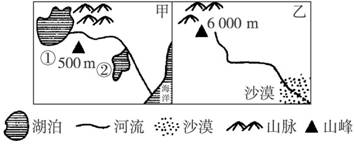 甲
① 500 m
②
海洋
乙
6 000 m
沙漠
湖泊 河流 沙漠 山脉 山峰